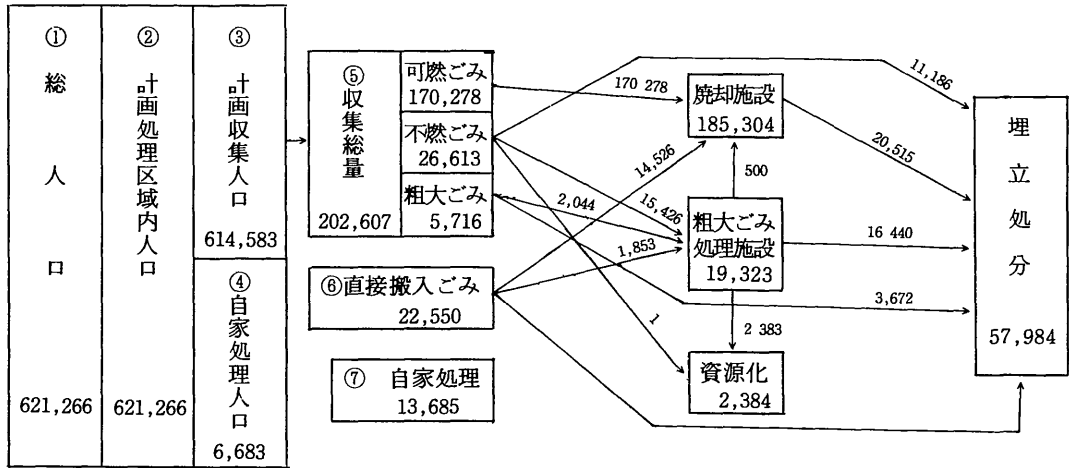 ①
総人口
621,266
②
計画処理区域内人口
621,266
③
計画収集人口
614,583
④
自家処理人口
6,683
⑤
収集総量
202,607
可燃ごみ
170,278
不燃ごみ
26,613
粗大ごみ
5,716
⑥直接搬入ごみ
22,550
⑦ 自家処理
13,685
170 278
14,526
2,044
15,426
1,853
1
廃却施設
185,304
500
粗大ごみ
処理施設
19,323
2 383
資源化
2,384
11,186
20,515
16 440
3,672
埋立処分
57,984